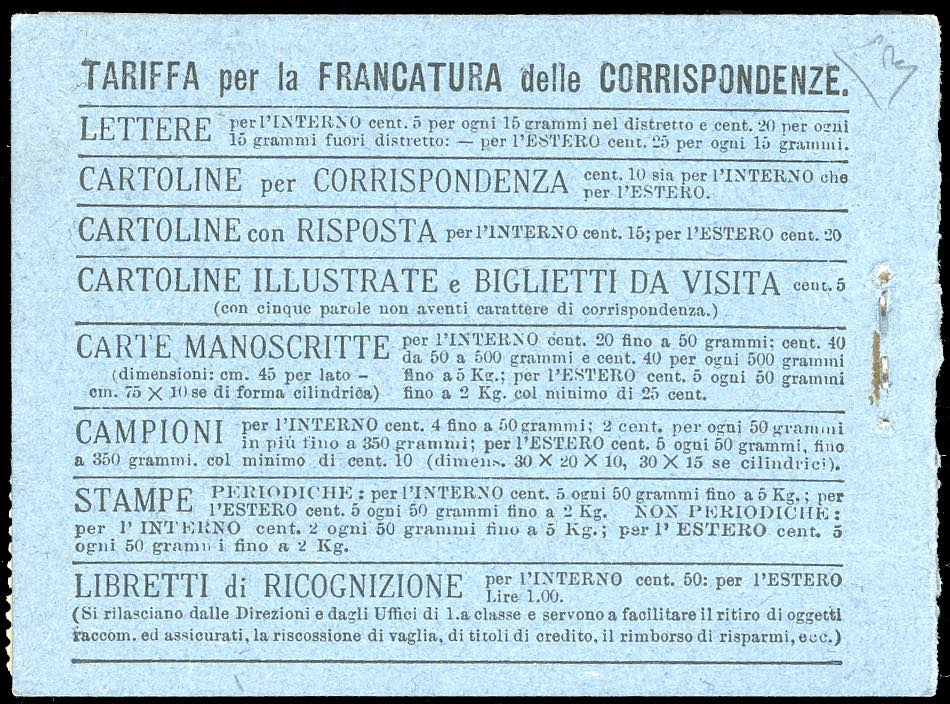 TARIFFA per la FRANCATURA delle CORRISPONDENZE.
LETTERE per l'INTERNO cent. 5 per ogni 15 grammi nel distretto e cent. 20 per ogni
15 grammi fuori distretto: — per l'ESTERO cent. 25 per ogni 15 grammi.
CARTOLINE per CORRISPONDENZA cent. 10 sia per l'INTERNO che
per l'ESTERO.
CARTOLINE con RISPOSTA per l'INTERNO cent. 15; per l'ESTERO cent. 20
CARTOLINE ILLUSTRATE e BIGLIETTI DA VISITA cent. 5
(con cinque parole non aventi carattere di corrispondenza.)
CARTE MANOSCRITTE
(dimensioni: cm. 45 per lato –
cm. 75 × 10 se di forma cilindrica)
per l'INTERNO cent. 20 fino a 50 grammi; cent. 40
da 50 a 500 grammi e cent. 40 per ogni 500 grammi
fino a 5 Kg.; per l'ESTERO cent. 5 ogni 50 grammi
fino a 2 Kg. col minimo di 25 cent.
CAMPIONI per l'INTERNO cent. 4 fino a 50 grammi; 2 cent. per ogni 50 grammi
in più fino a 350 grammi; per l'ESTERO cent. 5 ogni 50 grammi, fino
a 350 grammi. col minimo di cent. 10 (dimens. 30 × 20 × 10, 30 × 15 se cilindrici).
STAMPE PERIODICHE: per l'INTERNO cent. 5 ogni 50 grammi fino a 5 Kg.; per
l'ESTERO cent. 5 ogni 50 grammi fino a 2 Kg. NON PERIODICHE:
per l' INTERNO cent. 2 ogni 50 grammi fino a 5 Kg.; per l' ESTERO cent. 5
ogni 50 grammi fino a 2 Kg.
LIBRETTI di RICOGNIZIONE per l'INTERNO cent. 50: per l'ESTERO
Lire 1.00.
(Si rilasciano dalle Direzioni e dagli Uffici di 1.a classe e servono a facilitare il ritiro di oggetti
raccom. ed assicurati, la riscossione di vaglia, di titoli di credito, il rimborso di risparmi, ecc.)